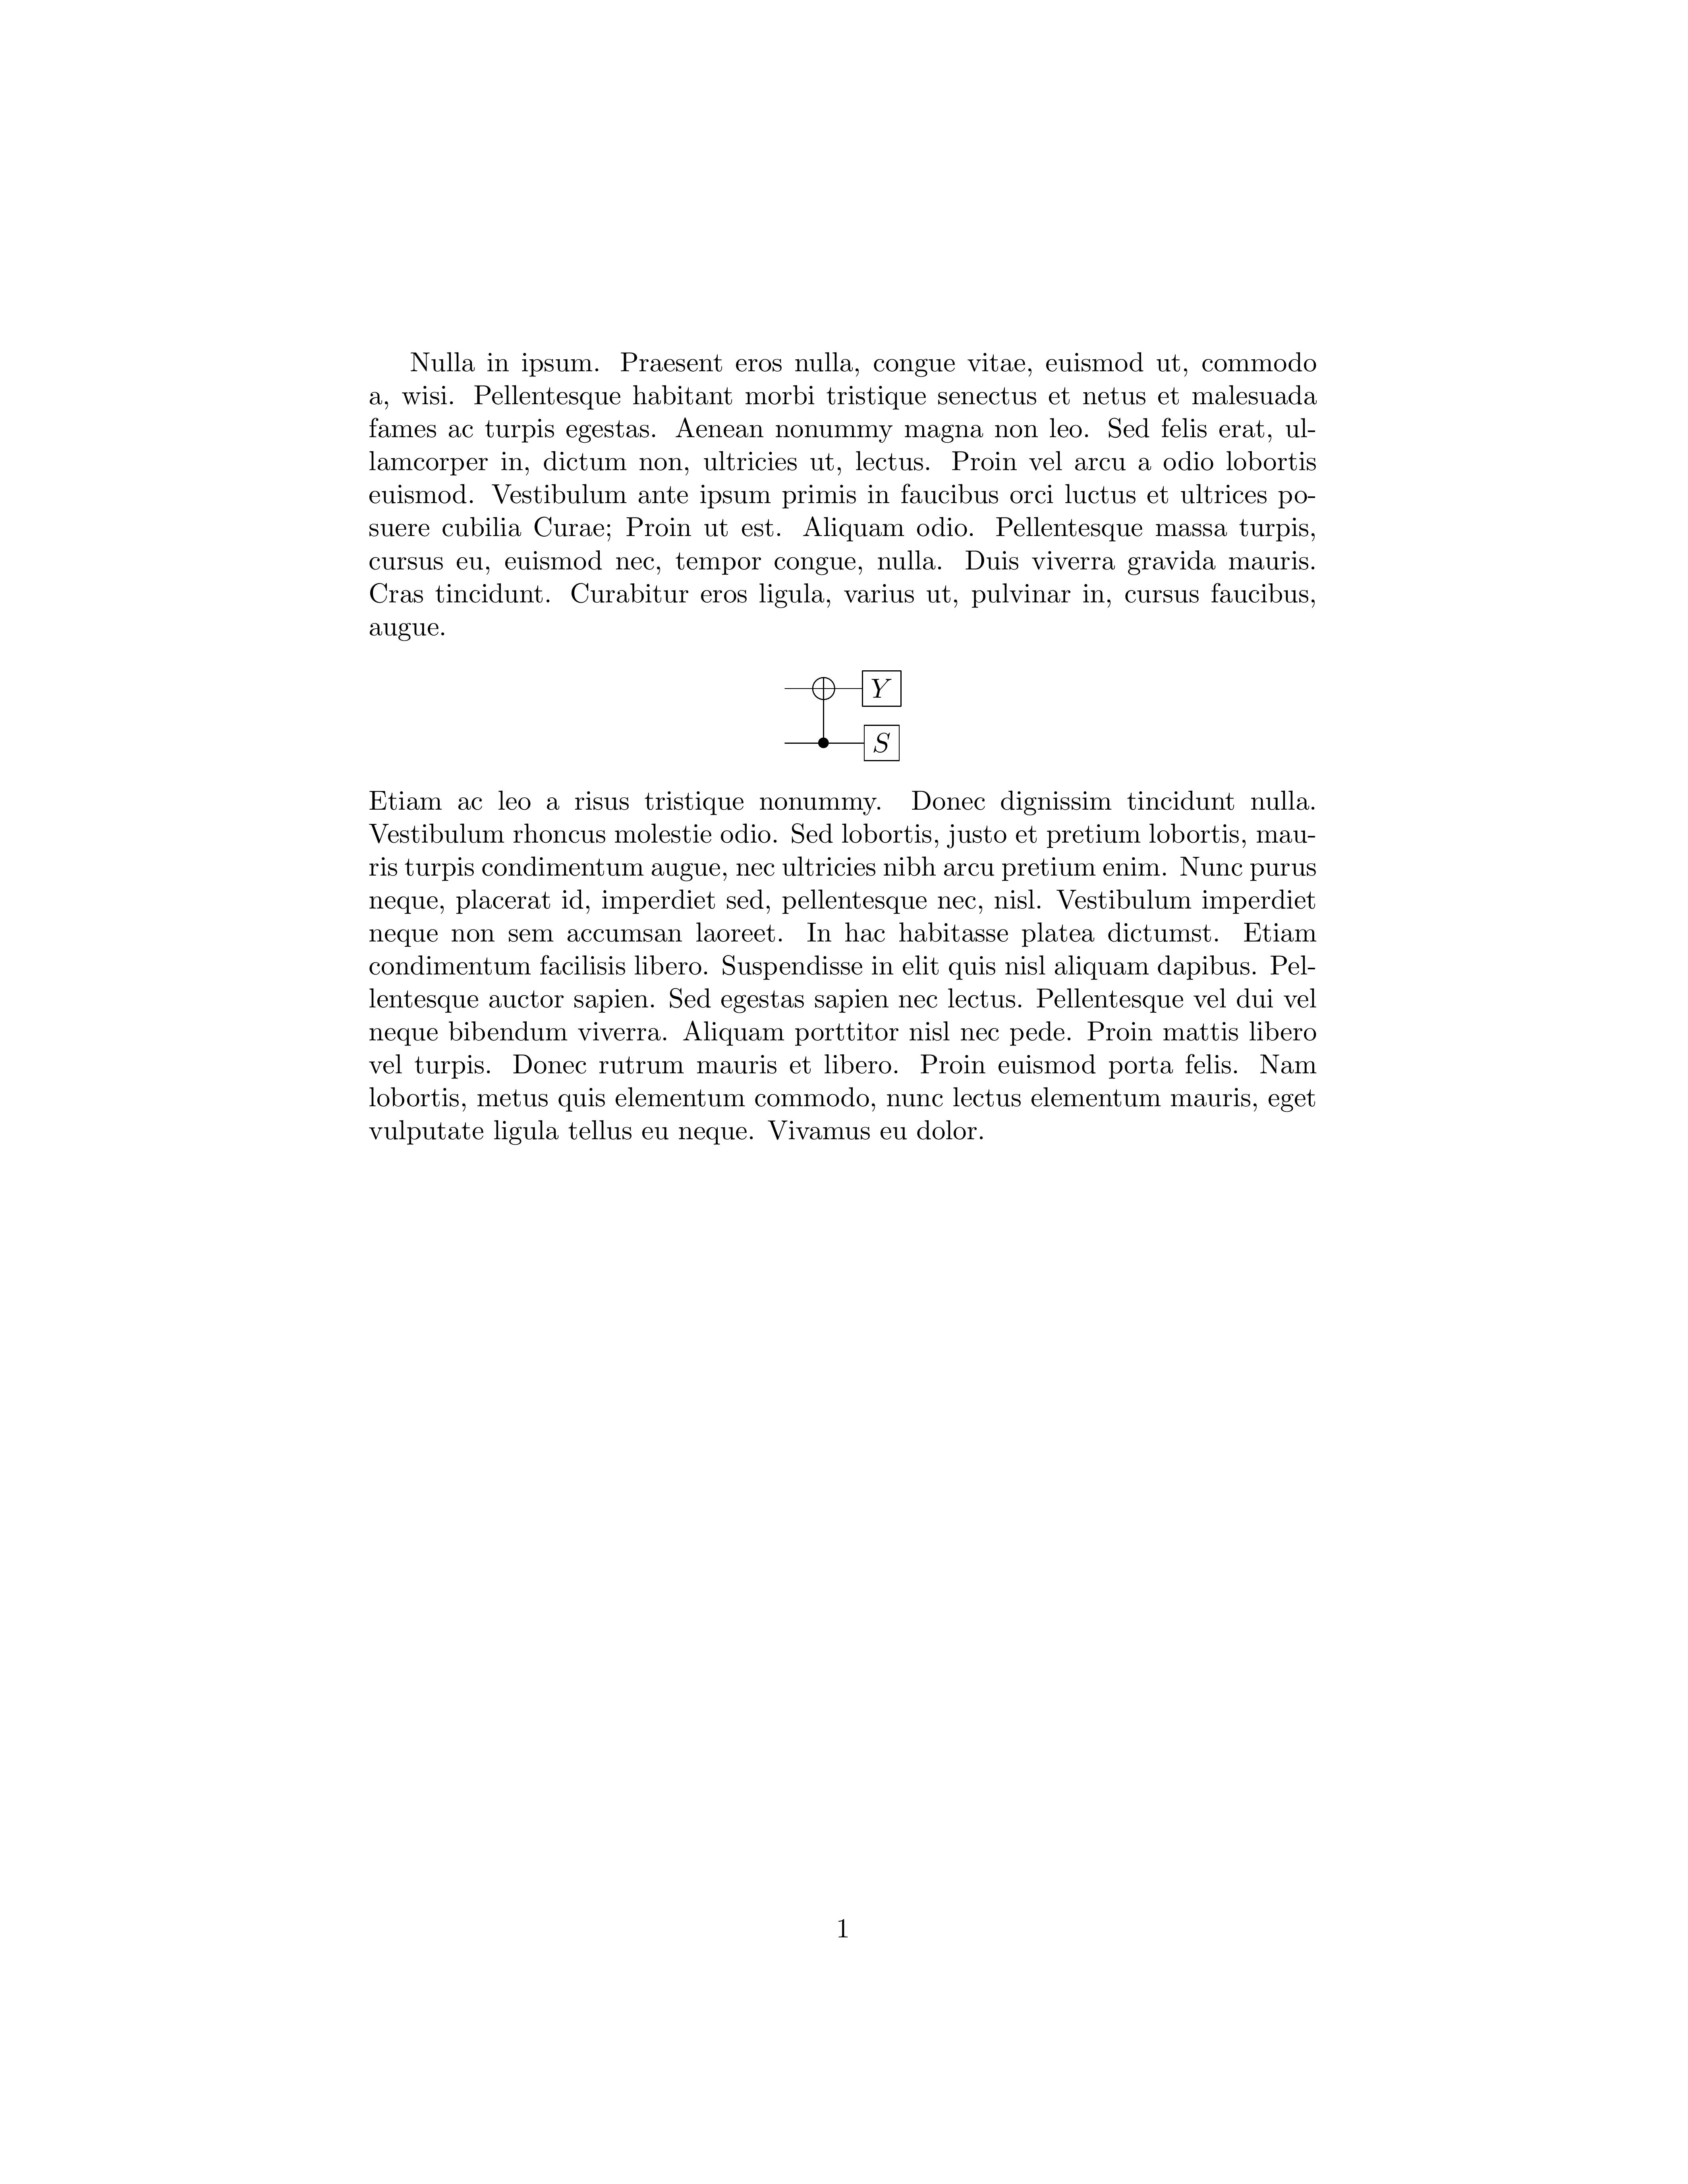 Nulla in ipsum. Praesent eros nulla, congue vitae, euismod ut, commodo
a, wisi. Pellentesque habitant morbi tristique senectus et netus et malesuada
fames ac turpis egestas. Aenean nonummy magna non leo. Sed felis erat, ul-
lamcorper in, dictum non, ultricies ut, lectus. Proin vel arcu a odio lobortis
euismod. Vestibulum ante ipsum primis in faucibus orci luctus et ultrices po-
suere cubilia Curae; Proin ut est. Aliquam odio. Pellentesque massa turpis,
cursus eu, euismod nec, tempor congue, nulla. Duis viverra gravida mauris.
Cras tincidunt. Curabitur eros ligula, varius ut, pulvinar in, cursus faucibus,
augue.
Y
S
Etiam ac leo a risus tristique nonummy. Donec dignissim tincidunt nulla.
Vestibulum rhoncus molestie odio. Sed lobortis, justo et pretium lobortis, mau-
ris turpis condimentum augue, nec ultricies nibh arcu pretium enim. Nunc purus
neque, placerat id, imperdiet sed, pellentesque nec, nisl. Vestibulum imperdiet
neque non sem accumsan laoreet. In hac habitasse platea dictumst. Etiam
condimentum facilisis libero. Suspendisse in elit quis nisl aliquam dapibus. Pel-
lentesque auctor sapien. Sed egestas sapien nec lectus. Pellentesque vel dui vel
neque bibendum viverra. Aliquam porttitor nisl nec pede. Proin mattis libero
vel turpis. Donec rutrum mauris et libero. Proin euismod porta felis. Nam
lobortis, metus quis elementum commodo, nunc lectus elementum mauris, eget
vulputate ligula tellus eu neque. Vivamus eu dolor.
1